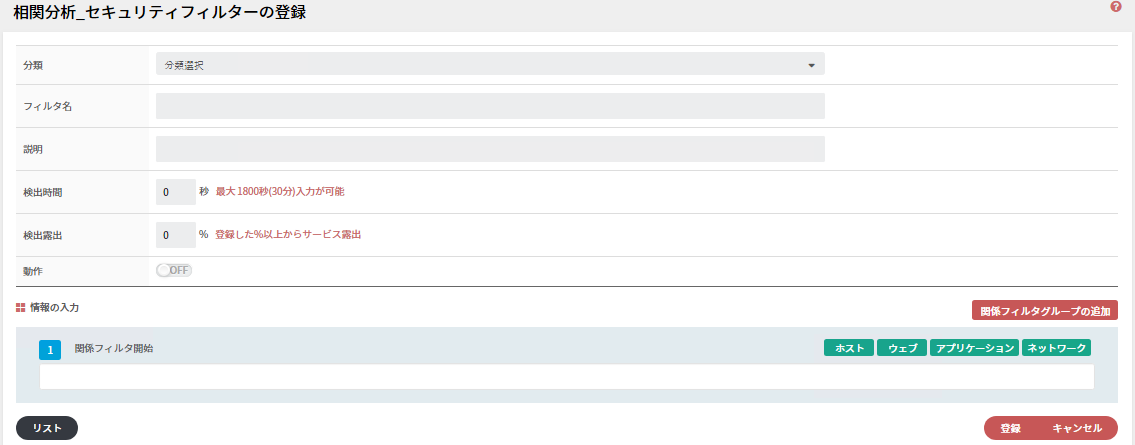 相関分析_セキュリティフィルターの登録
?
分類 分類選択
フィルタ名
説明
検出時間 0 秒 最大 1800秒(30分)入力が可能
検出露出 0 % 登録した%以上からサービス露出
動作 OFF
情報の入力 関係フィルタグループの追加
1 関係フィルタ開始 ホスト ウェブ アプリケーション ネットワーク
リスト 登録 キャンセル